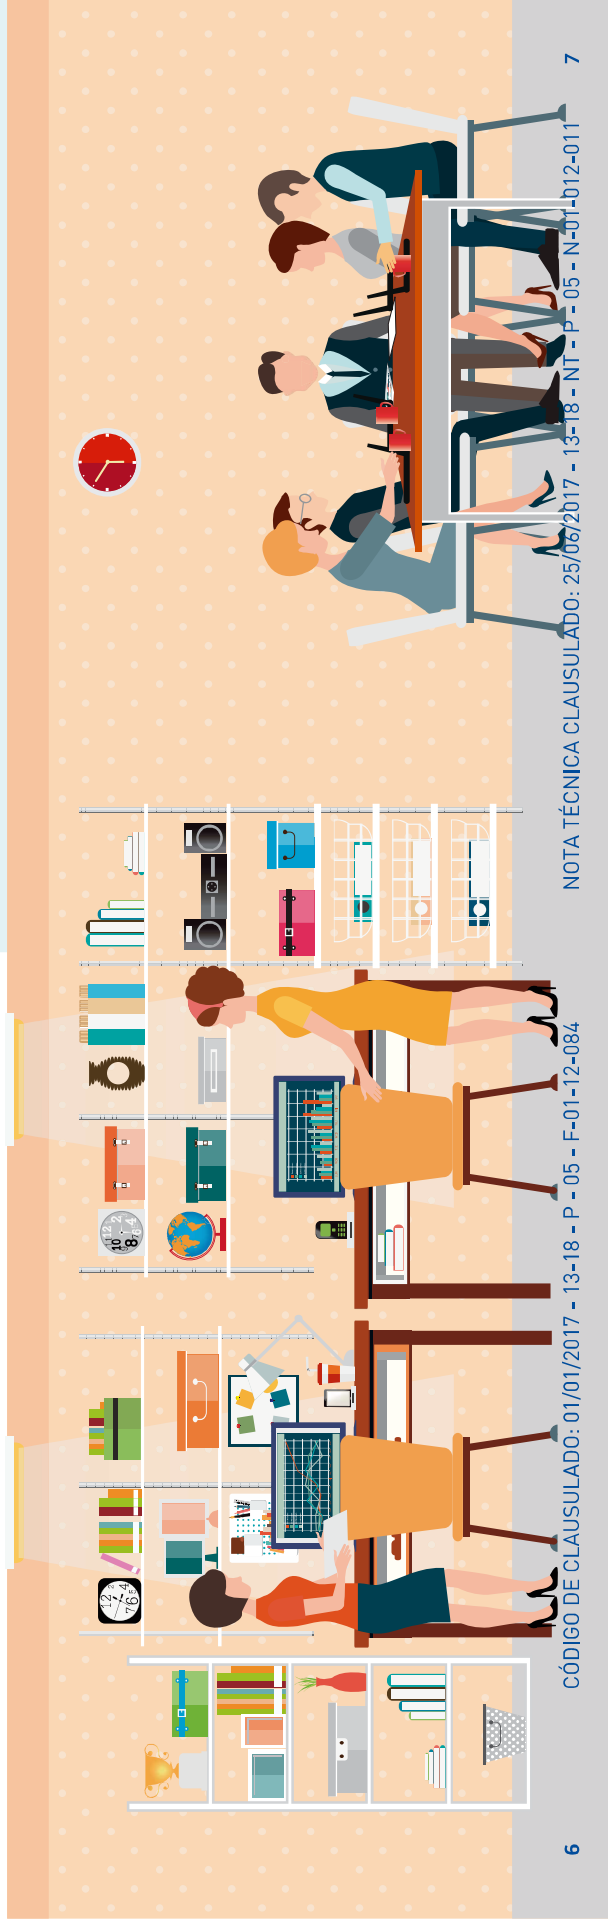 6
CÓDIGO DE CLAUSULADO: 01/01/2017 - 13-18 - P - 05 - F-01-12-084
NOTA TÉCNICA CLAUSULADO: 25/06/2017 - 13-18 - NT - P - 05 - N-01-012-011
7